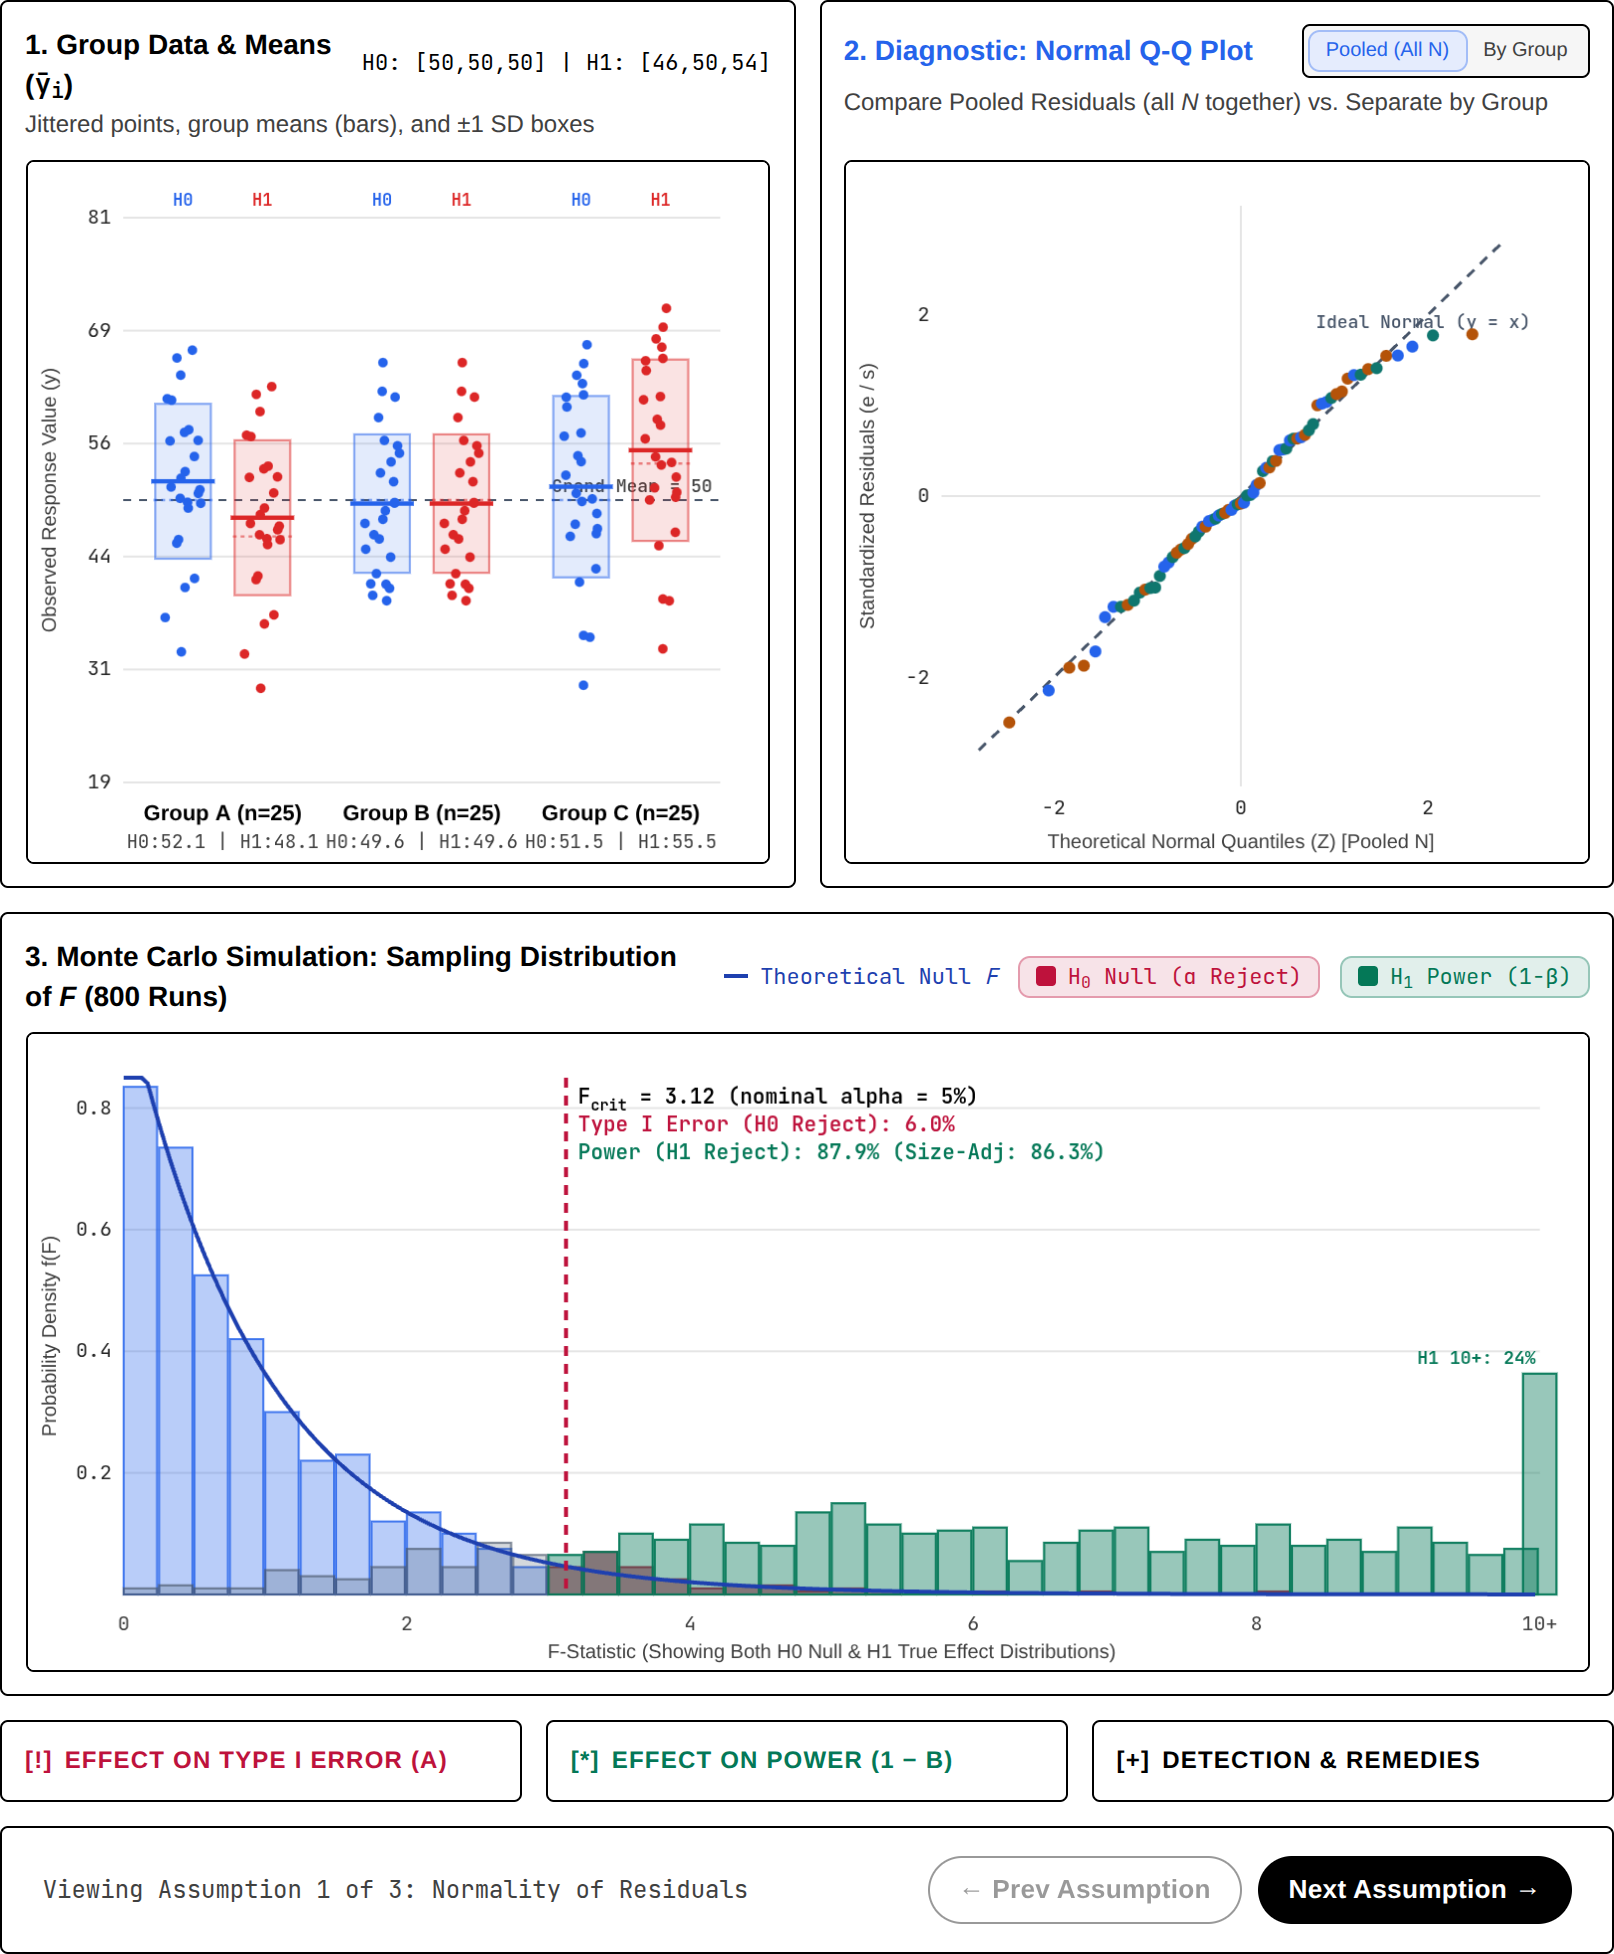 1. Group Data & Means
(ȳᵢ)
H0: [50,50,50] | H1: [46,50,54]
Jittered points, group means (bars), and ±1 SD boxes
H0 H1 H0 H1 H0 H1
81
69
56
44
31
19
Observed Response Value (y)
Grand Mean = 50
Group A (n=25) Group B (n=25) Group C (n=25)
H0:52.1 | H1:48.1 H0:49.6 | H1:49.6 H0:51.5 | H1:55.5
2. Diagnostic: Normal Q-Q Plot
Pooled (All N) By Group
Compare Pooled Residuals (all N together) vs. Separate by Group
Ideal Normal (y = x)
2
0
-2
Standardized Residuals (e / s)
-2 0 2
Theoretical Normal Quantiles (Z) [Pooled N]
3. Monte Carlo Simulation: Sampling Distribution
of F (800 Runs)
Theoretical Null F
H₀ Null (α Reject)
H₁ Power (1-β)
F_crit = 3.12 (nominal alpha = 5%)
Type I Error (H0 Reject): 6.0%
Power (H1 Reject): 87.9% (Size-Adj: 86.3%)
H1 10+: 24%
0.8
0.6
0.4
0.2
Probability Density f(F)
0 2 4 6 8 10+
F-Statistic (Showing Both H0 Null & H1 True Effect Distributions)
[!] EFFECT ON TYPE I ERROR (Α)
[*] EFFECT ON POWER (1 − Β)
[+] DETECTION & REMEDIES
Viewing Assumption 1 of 3: Normality of Residuals
← Prev Assumption
Next Assumption →